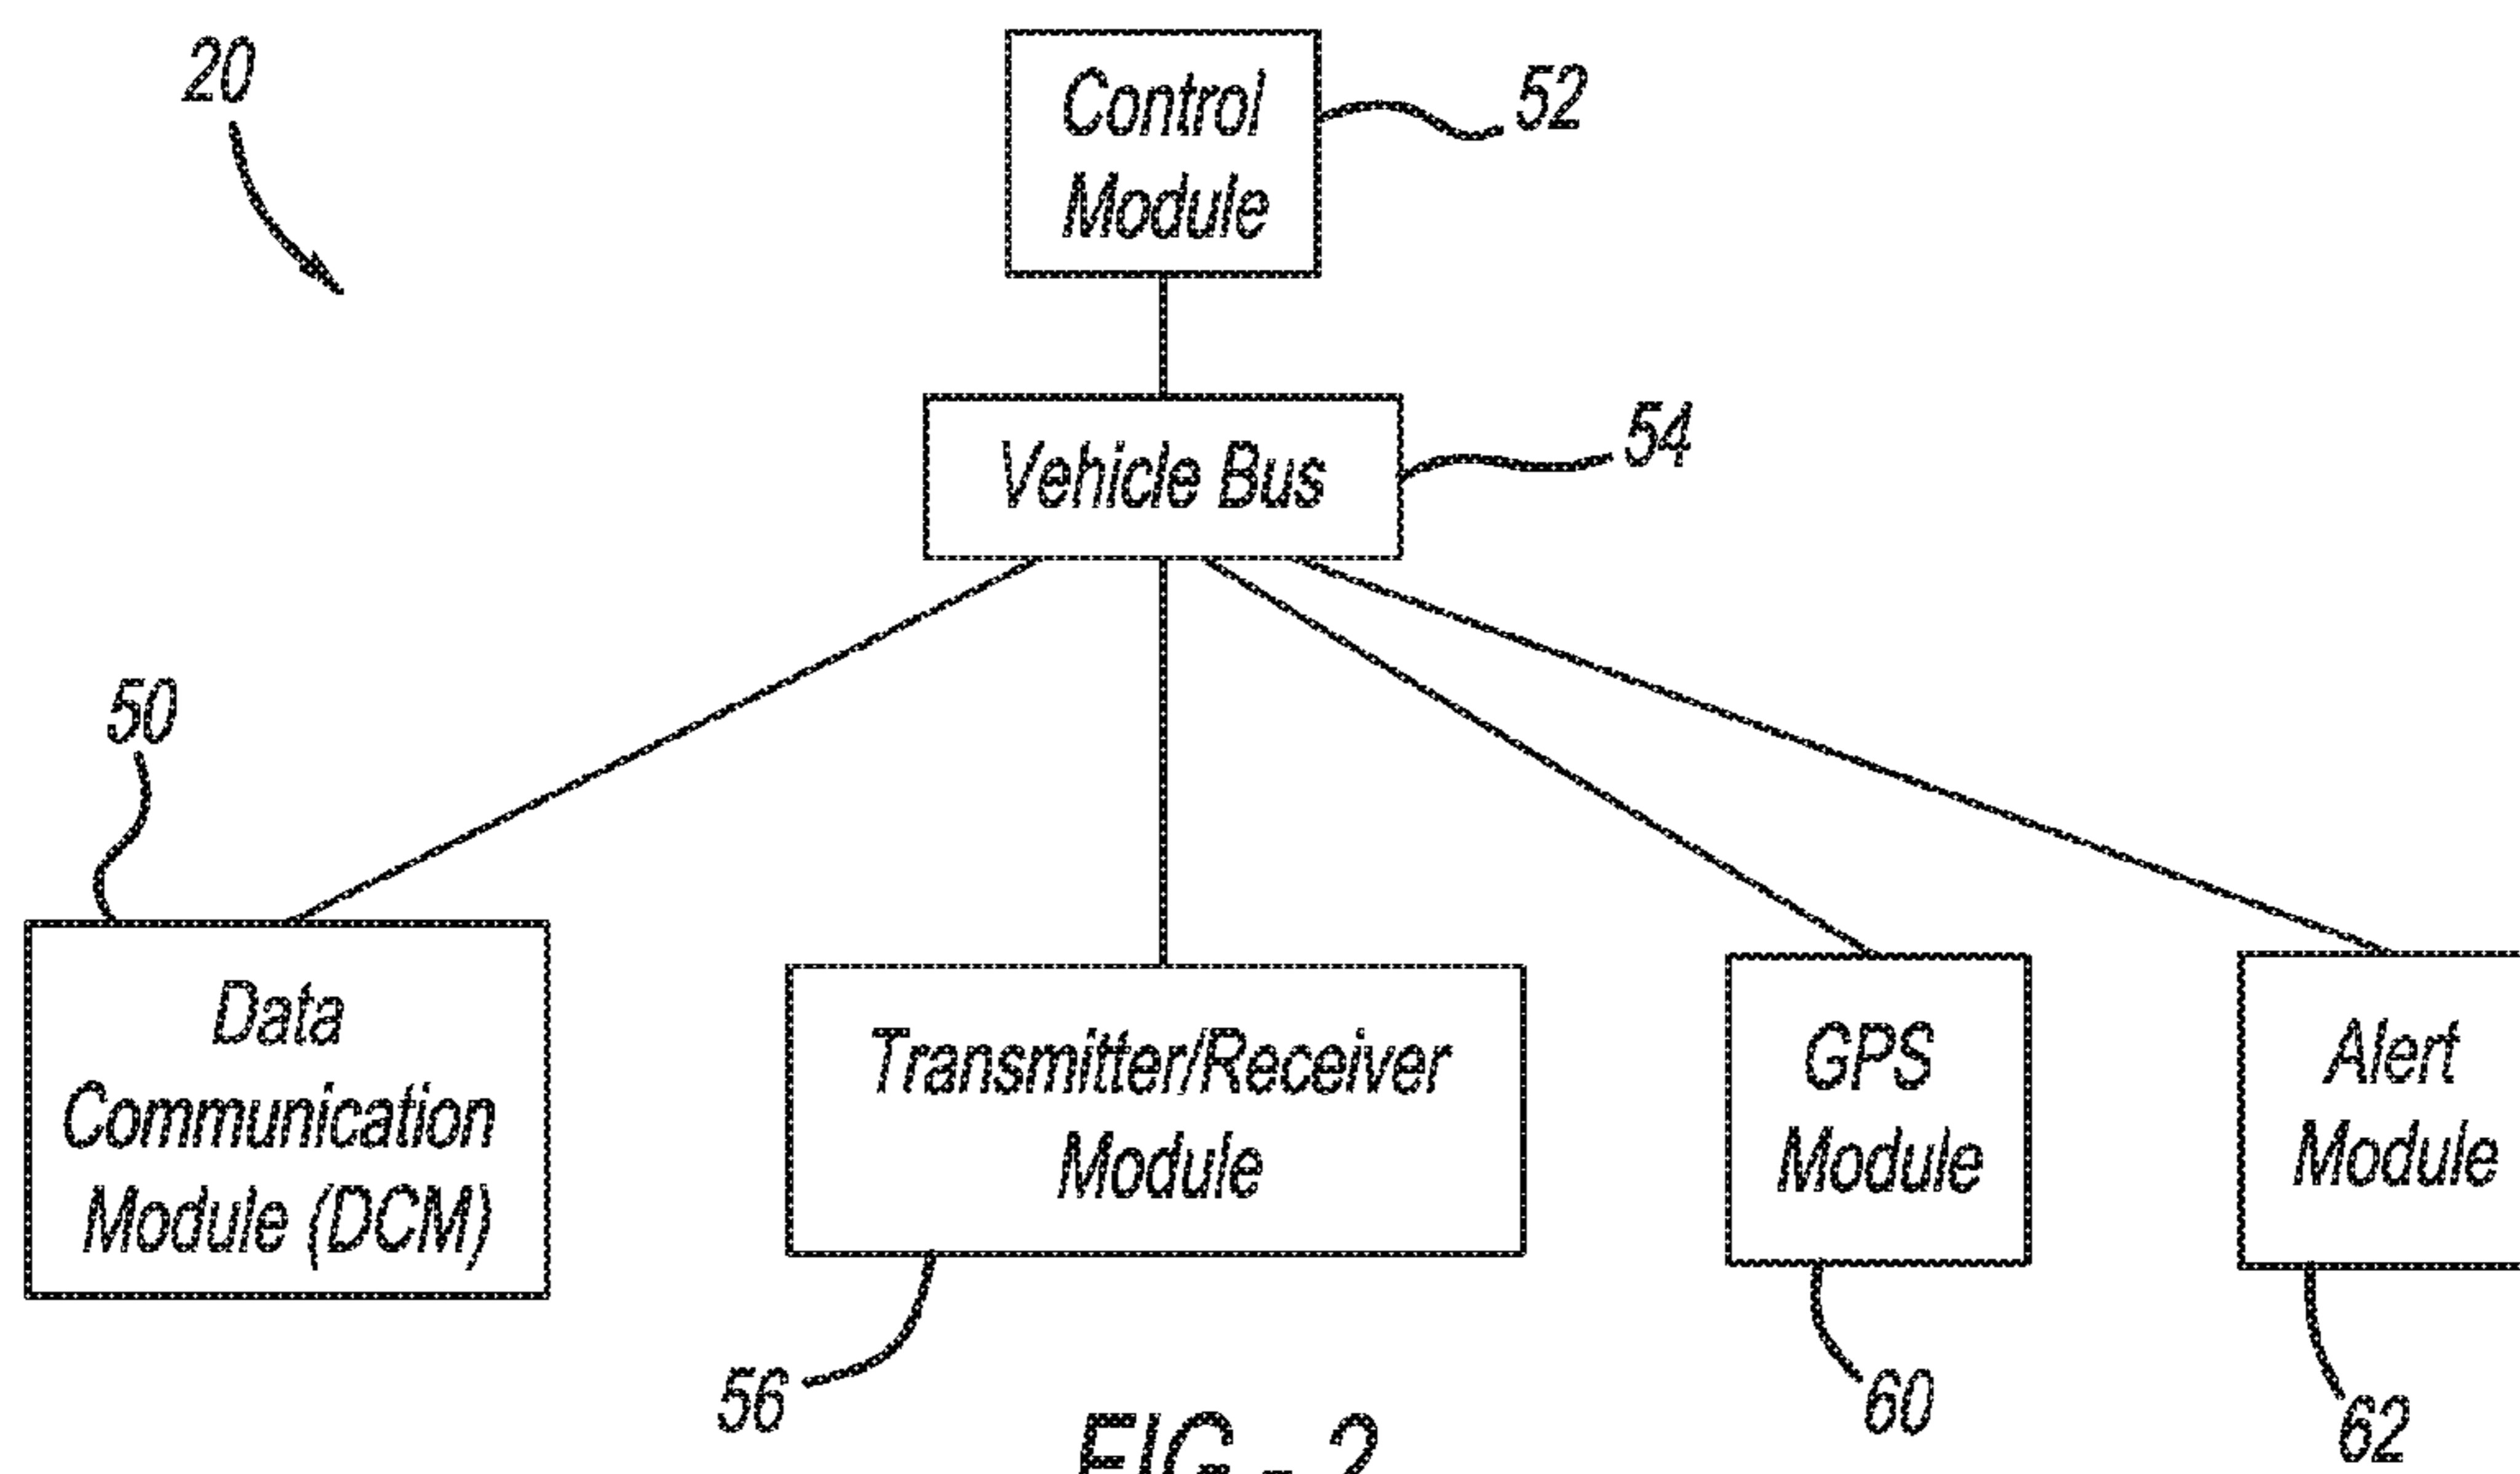 20
Control
Module
52
Vehicle Bus
54
50
Data
Communication
Module (DCM)
Transmitter/Receiver
Module
GPS
Module
Alert
Module
56
60
62
FIG - 2